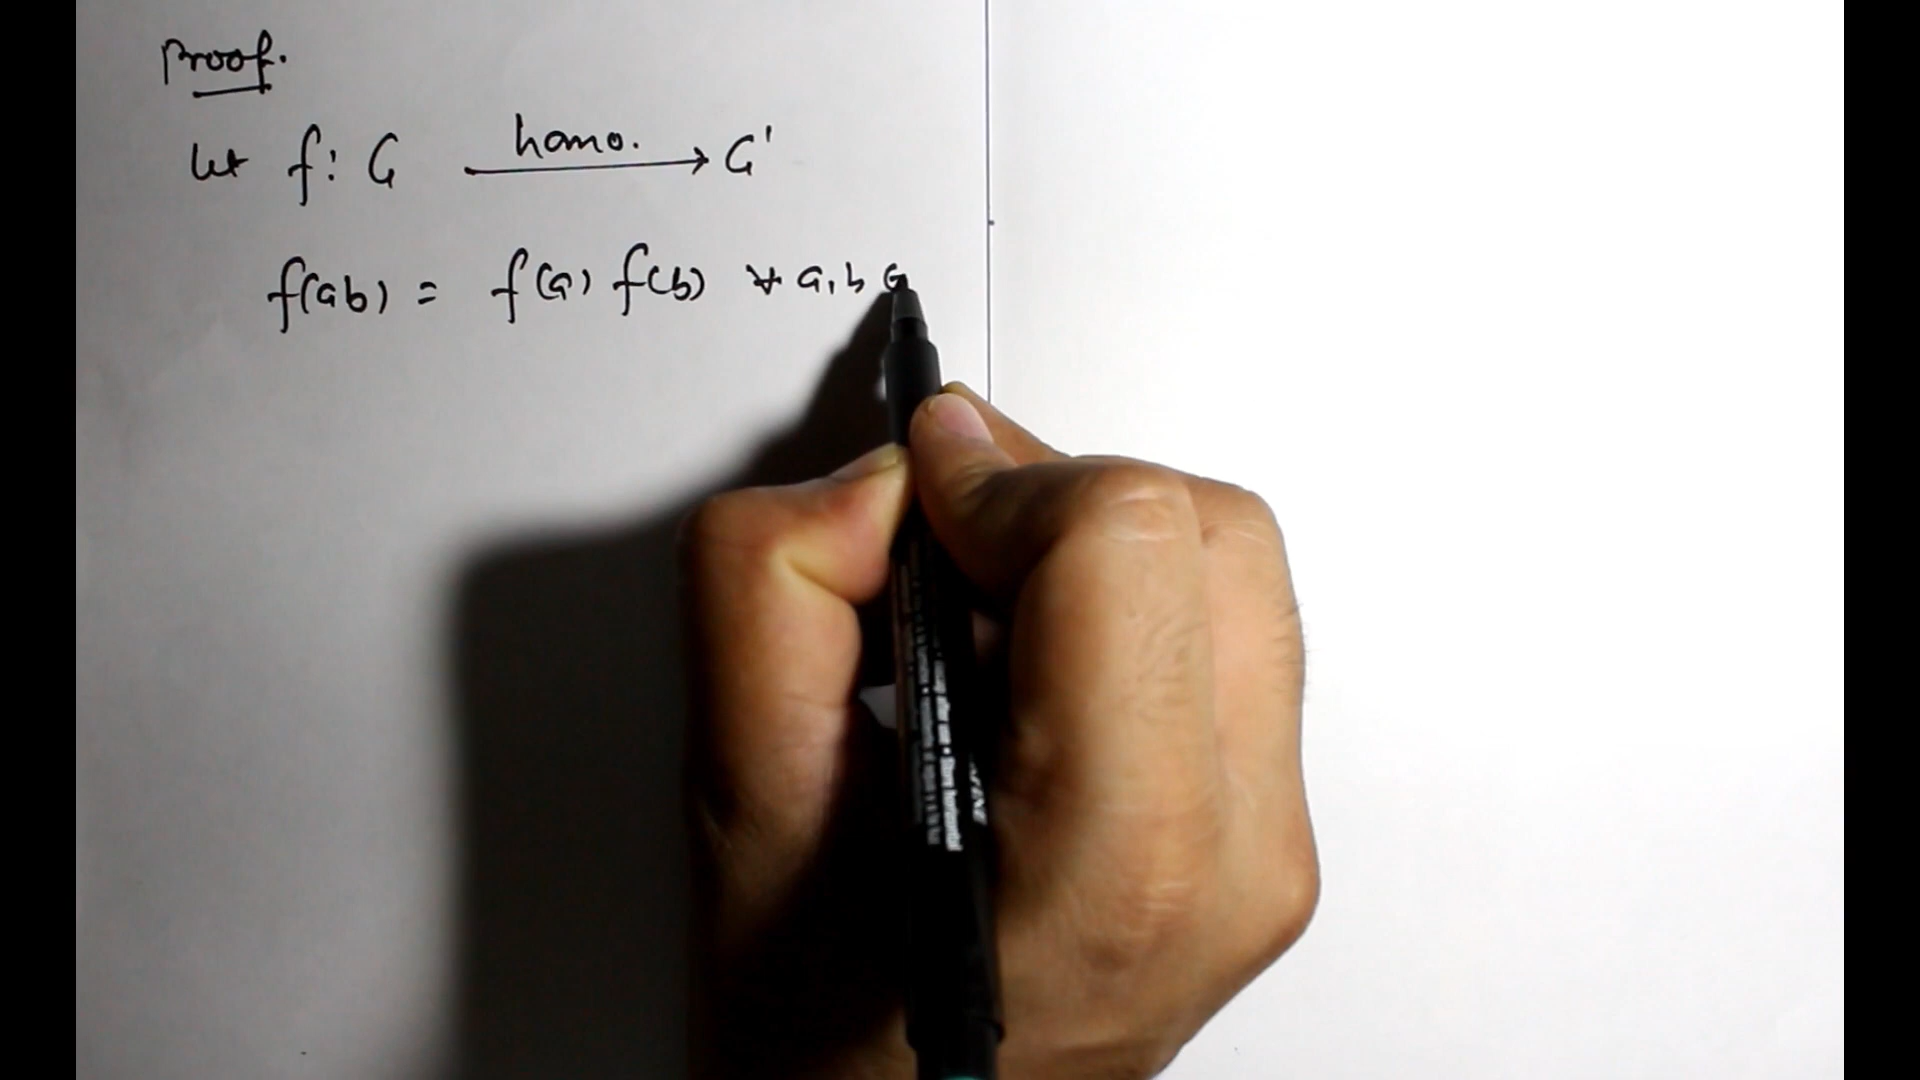 Proof.
let f: G homo. → G'
f(ab) = f(a) f(b) ∀ a, b ∈